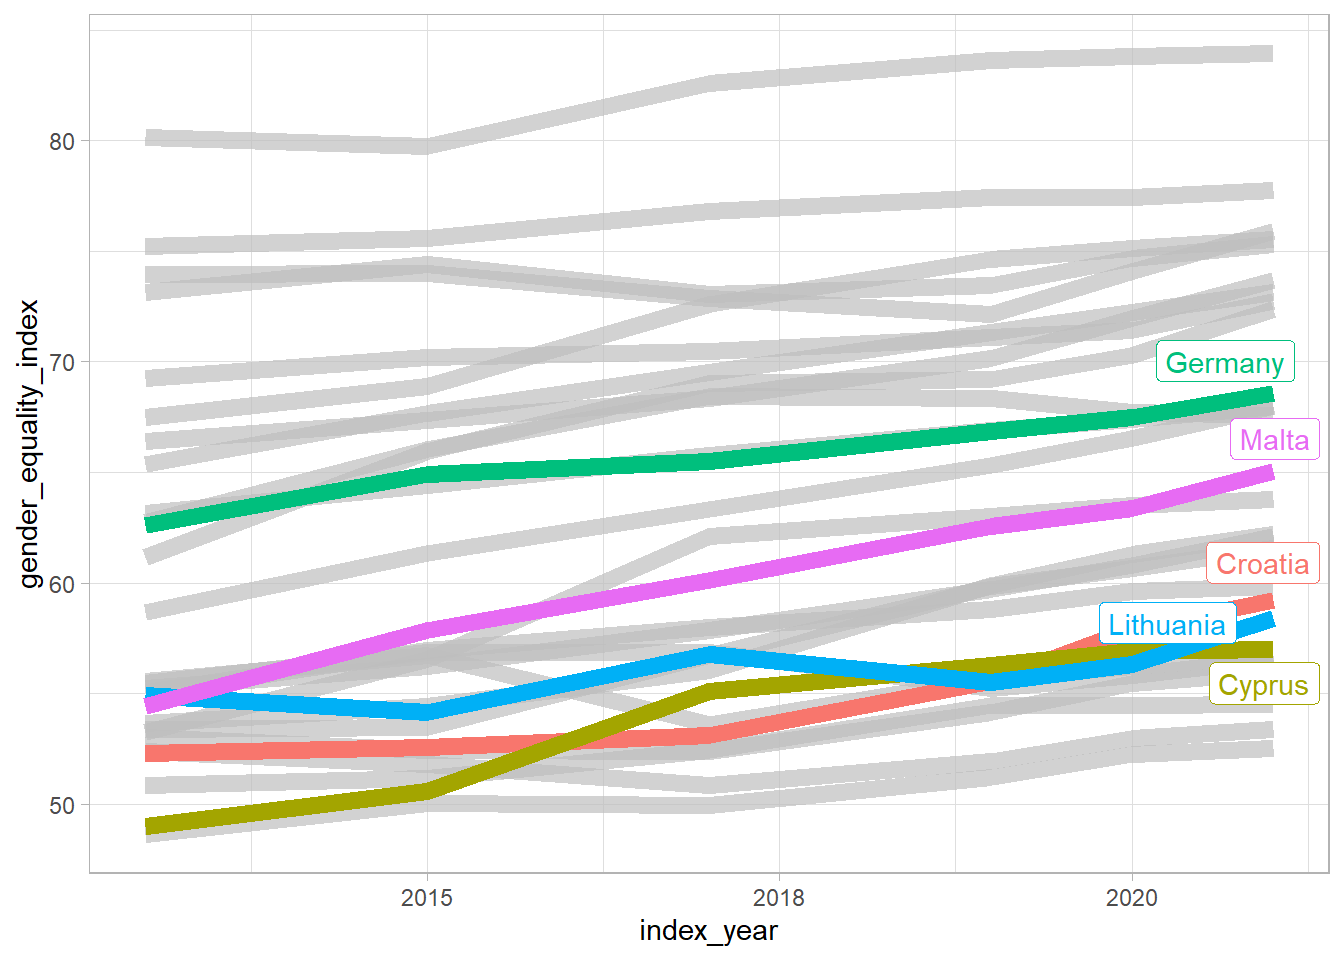 80
70
60
50
gender_equality_index
Germany
Malta
Croatia
Lithuania
Cyprus
2015
2018
2020
index_year